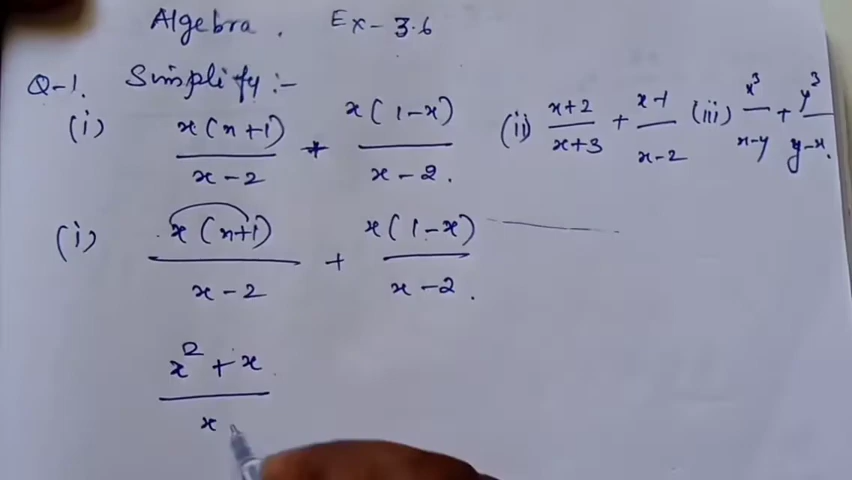 Algebra. Ex-3.6
Q-1. Simplify :-
(i) x(x+1)/x-2 + x(1-x)/x-2. (ii) x+2/x+3 + x-1/x-2 (iii) x³/x-y + y³/y-x.
(i) x(x+1)/x-2 + x(1-x)/x-2.
x²+x/x